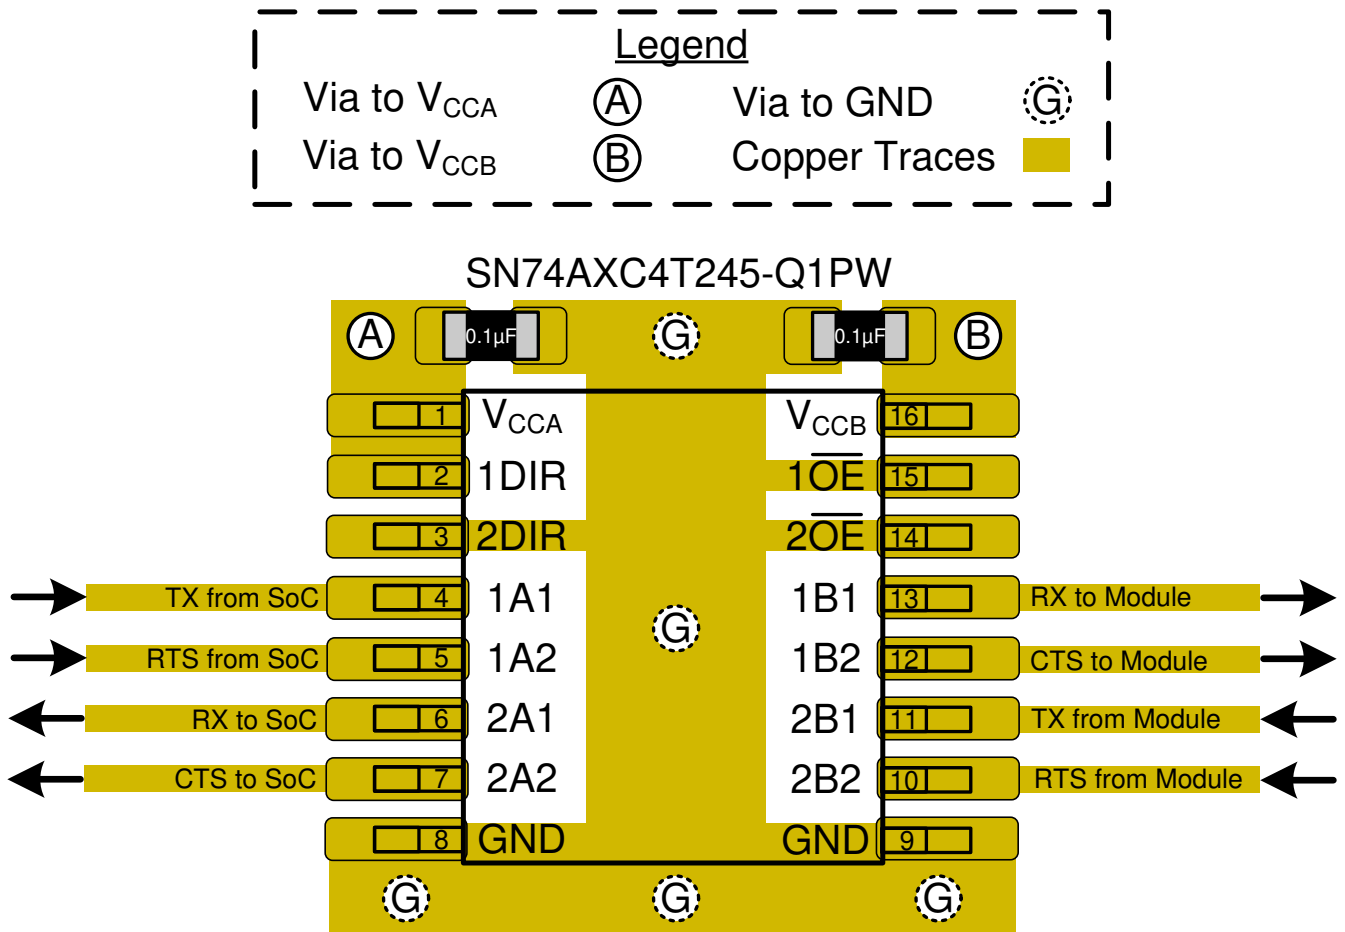 Legend
Via to VCCA A Via to GND G
Via to VCCB B Copper Traces
SN74AXC4T245-Q1PW
A 0.1µF G 0.1µF B
1 VCCA VCCB 16
2 1DIR 1O̅E̅ 15
3 2DIR 2O̅E̅ 14
TX from SoC 4 1A1 1B1 13 RX to Module
G
RTS from SoC 5 1A2 1B2 12 CTS to Module
RX to SoC 6 2A1 2B1 11 TX from Module
CTS to SoC 7 2A2 2B2 10 RTS from Module
8 GND GND 9
G G G